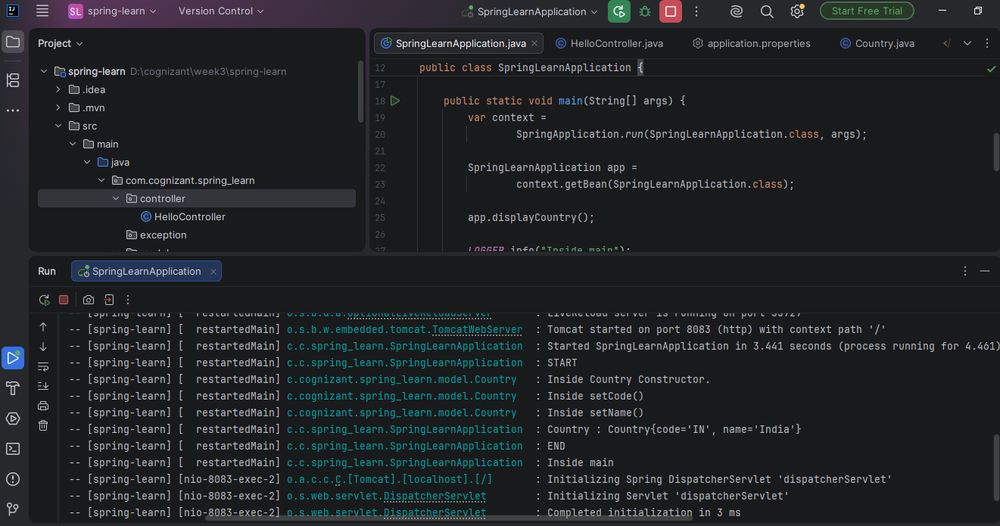 SL spring-learn Version Control SpringLearnApplication Start Free Trial
Project
spring-learn D:\cognizant\week3\spring-learn
.idea
.mvn
src
main
java
com.cognizant.spring_learn
controller
HelloController
exception
SpringLearnApplication.java HelloController.java application.properties Country.java
12 public class SpringLearnApplication {
17
18 public static void main(String[] args) {
19 var context =
20 SpringApplication.run(SpringLearnApplication.class, args);
21
22 SpringLearnApplication app =
23 context.getBean(SpringLearnApplication.class);
24
25 app.displayCountry();
26
27 LOGGER.info("Inside main");
Run SpringLearnApplication
-- [spring-learn] [ restartedMain] o.s.b.d.a.OptionalLiveReloadServer : LiveReload server is running on port 35729
-- [spring-learn] [ restartedMain] o.s.b.w.embedded.tomcat.TomcatWebServer : Tomcat started on port 8083 (http) with context path '/'
-- [spring-learn] [ restartedMain] c.c.spring_learn.SpringLearnApplication : Started SpringLearnApplication in 3.441 seconds (process running for 4.461)
-- [spring-learn] [ restartedMain] c.c.spring_learn.SpringLearnApplication : START
-- [spring-learn] [ restartedMain] c.cognizant.spring_learn.model.Country : Inside Country Constructor.
-- [spring-learn] [ restartedMain] c.cognizant.spring_learn.model.Country : Inside setCode()
-- [spring-learn] [ restartedMain] c.cognizant.spring_learn.model.Country : Inside setName()
-- [spring-learn] [ restartedMain] c.c.spring_learn.SpringLearnApplication : Country : Country{code='IN', name='India'}
-- [spring-learn] [ restartedMain] c.c.spring_learn.SpringLearnApplication : END
-- [spring-learn] [ restartedMain] c.c.spring_learn.SpringLearnApplication : Inside main
-- [spring-learn] [nio-8083-exec-2] o.a.c.c.C.[Tomcat].[localhost].[/] : Initializing Spring DispatcherServlet 'dispatcherServlet'
-- [spring-learn] [nio-8083-exec-2] o.s.web.servlet.DispatcherServlet : Initializing Servlet 'dispatcherServlet'
-- [spring-learn] [nio-8083-exec-2] o.s.web.servlet.DispatcherServlet : Completed initialization in 3 ms